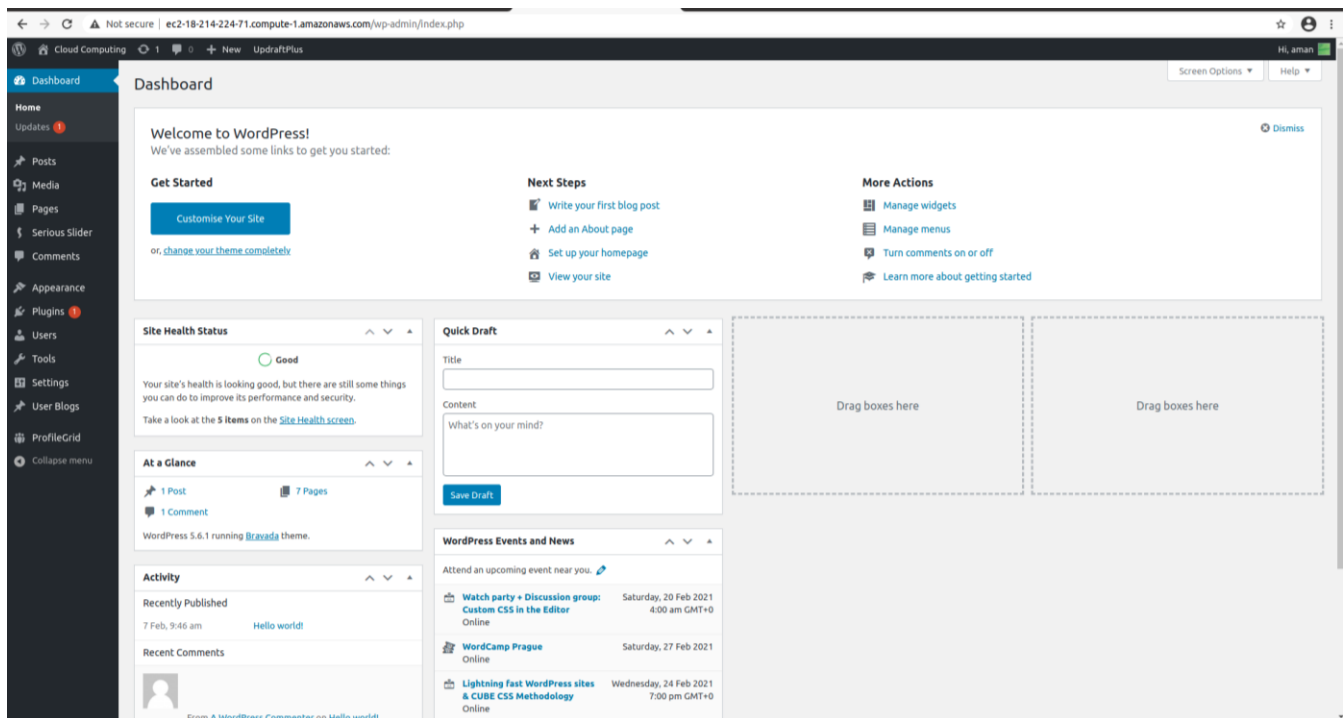 Not secure | ec2-18-214-224-71.compute-1.amazonaws.com/wp-admin/index.php
Cloud Computing 1 0 + New UpdraftPlus Hi, aman
Dashboard
Home
Updates 1
Posts
Media
Pages
Serious Slider
Comments
Appearance
Plugins 1
Users
Tools
Settings
User Blogs
ProfileGrid
Collapse menu
Screen Options ▼ Help ▼
Dashboard
Welcome to WordPress!
We've assembled some links to get you started:
Dismiss
Get Started
Customise Your Site
or, change your theme completely
Next Steps
Write your first blog post
Add an About page
Set up your homepage
View your site
More Actions
Manage widgets
Manage menus
Turn comments on or off
Learn more about getting started
Site Health Status
Good
Your site's health is looking good, but there are still some things
you can do to improve its performance and security.
Take a look at the 5 items on the Site Health screen.
At a Glance
1 Post 7 Pages
1 Comment
WordPress 5.6.1 running Bravada theme.
Activity
Recently Published
7 Feb, 9:46 am Hello world!
Recent Comments
From A WordPress Commenter on Hello world!
Quick Draft
Title
Content
What's on your mind?
Save Draft
WordPress Events and News
Attend an upcoming event near you.
Watch party + Discussion group: Saturday, 20 Feb 2021
Custom CSS in the Editor 4:00 am GMT+0
Online
WordCamp Prague Saturday, 27 Feb 2021
Online
Lightning fast WordPress sites Wednesday, 24 Feb 2021
& CUBE CSS Methodology 7:00 pm GMT+0
Online
Drag boxes here
Drag boxes here